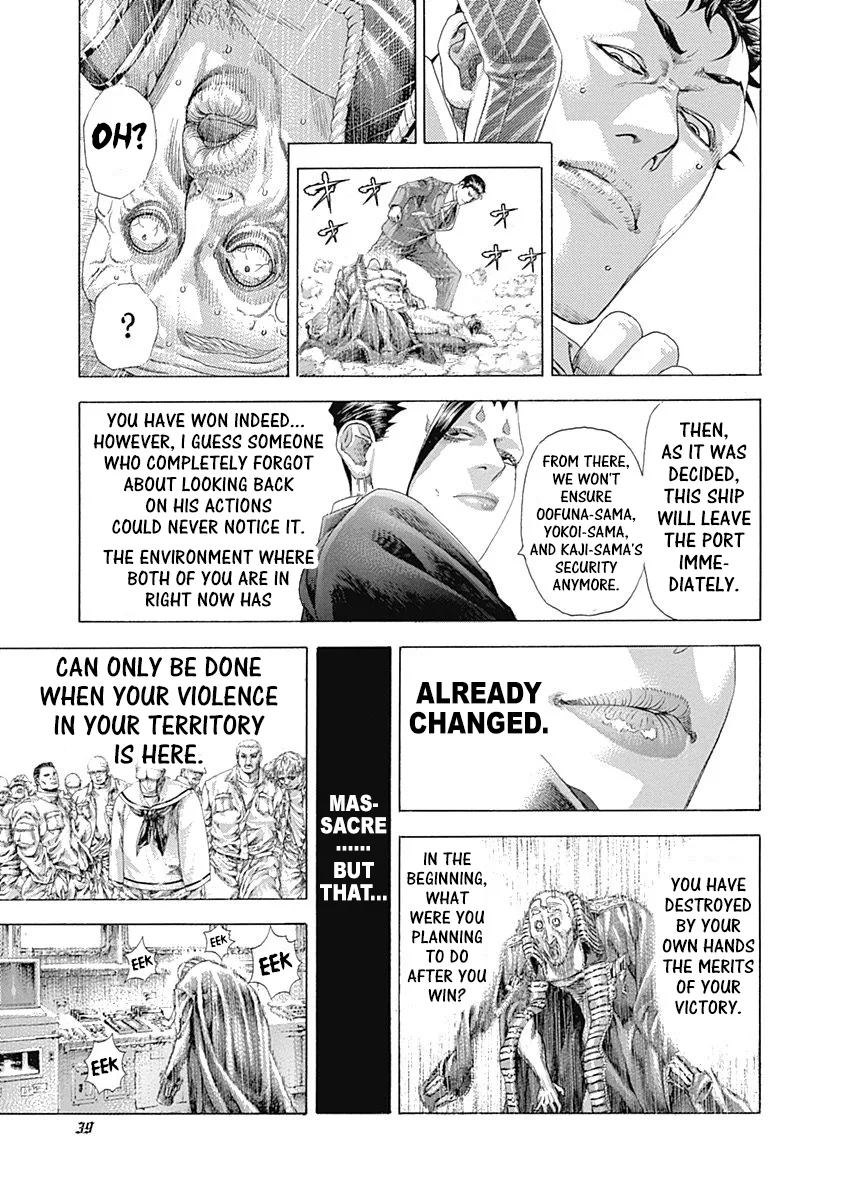 OH?
?
オ
オ
オ
オ
オ
THEN,
AS IT WAS
DECIDED,
THIS SHIP
WILL LEAVE
THE PORT
IMME-
DIATELY.
FROM THERE,
WE WON'T
ENSURE
OOFUNA-SAMA,
YOKOI-SAMA,
AND KAJI-SAMA'S
SECURITY
ANYMORE.
YOU HAVE WON INDEED...
HOWEVER, I GUESS SOMEONE
WHO COMPLETELY FORGOT
ABOUT LOOKING BACK
ON HIS ACTIONS
COULD NEVER NOTICE IT.
THE ENVIRONMENT WHERE
BOTH OF YOU ARE IN
RIGHT NOW HAS
ALREADY
CHANGED.
YOU HAVE
DESTROYED
BY YOUR
OWN HANDS
THE MERITS
OF YOUR
VICTORY.
IN THE
BEGINNING,
WHAT
WERE YOU
PLANNING
TO DO
AFTER YOU
WIN?
MAS-
SACRE
......
BUT
THAT...
CAN ONLY BE DONE
WHEN YOUR VIOLENCE
IN YOUR TERRITORY
IS HERE.
EEK
EEK
EEK
EEK
39